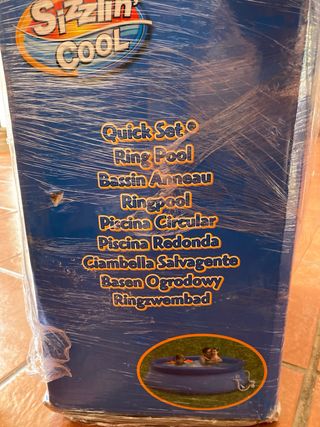 Sizzlin'
COOL
Quick Set®
Ring Pool
Bassin Anneau
Ringpool
Piscina Circular
Piscina Redonda
Ciambella Salvagente
Basen Ogrodowy
Ringzwembad